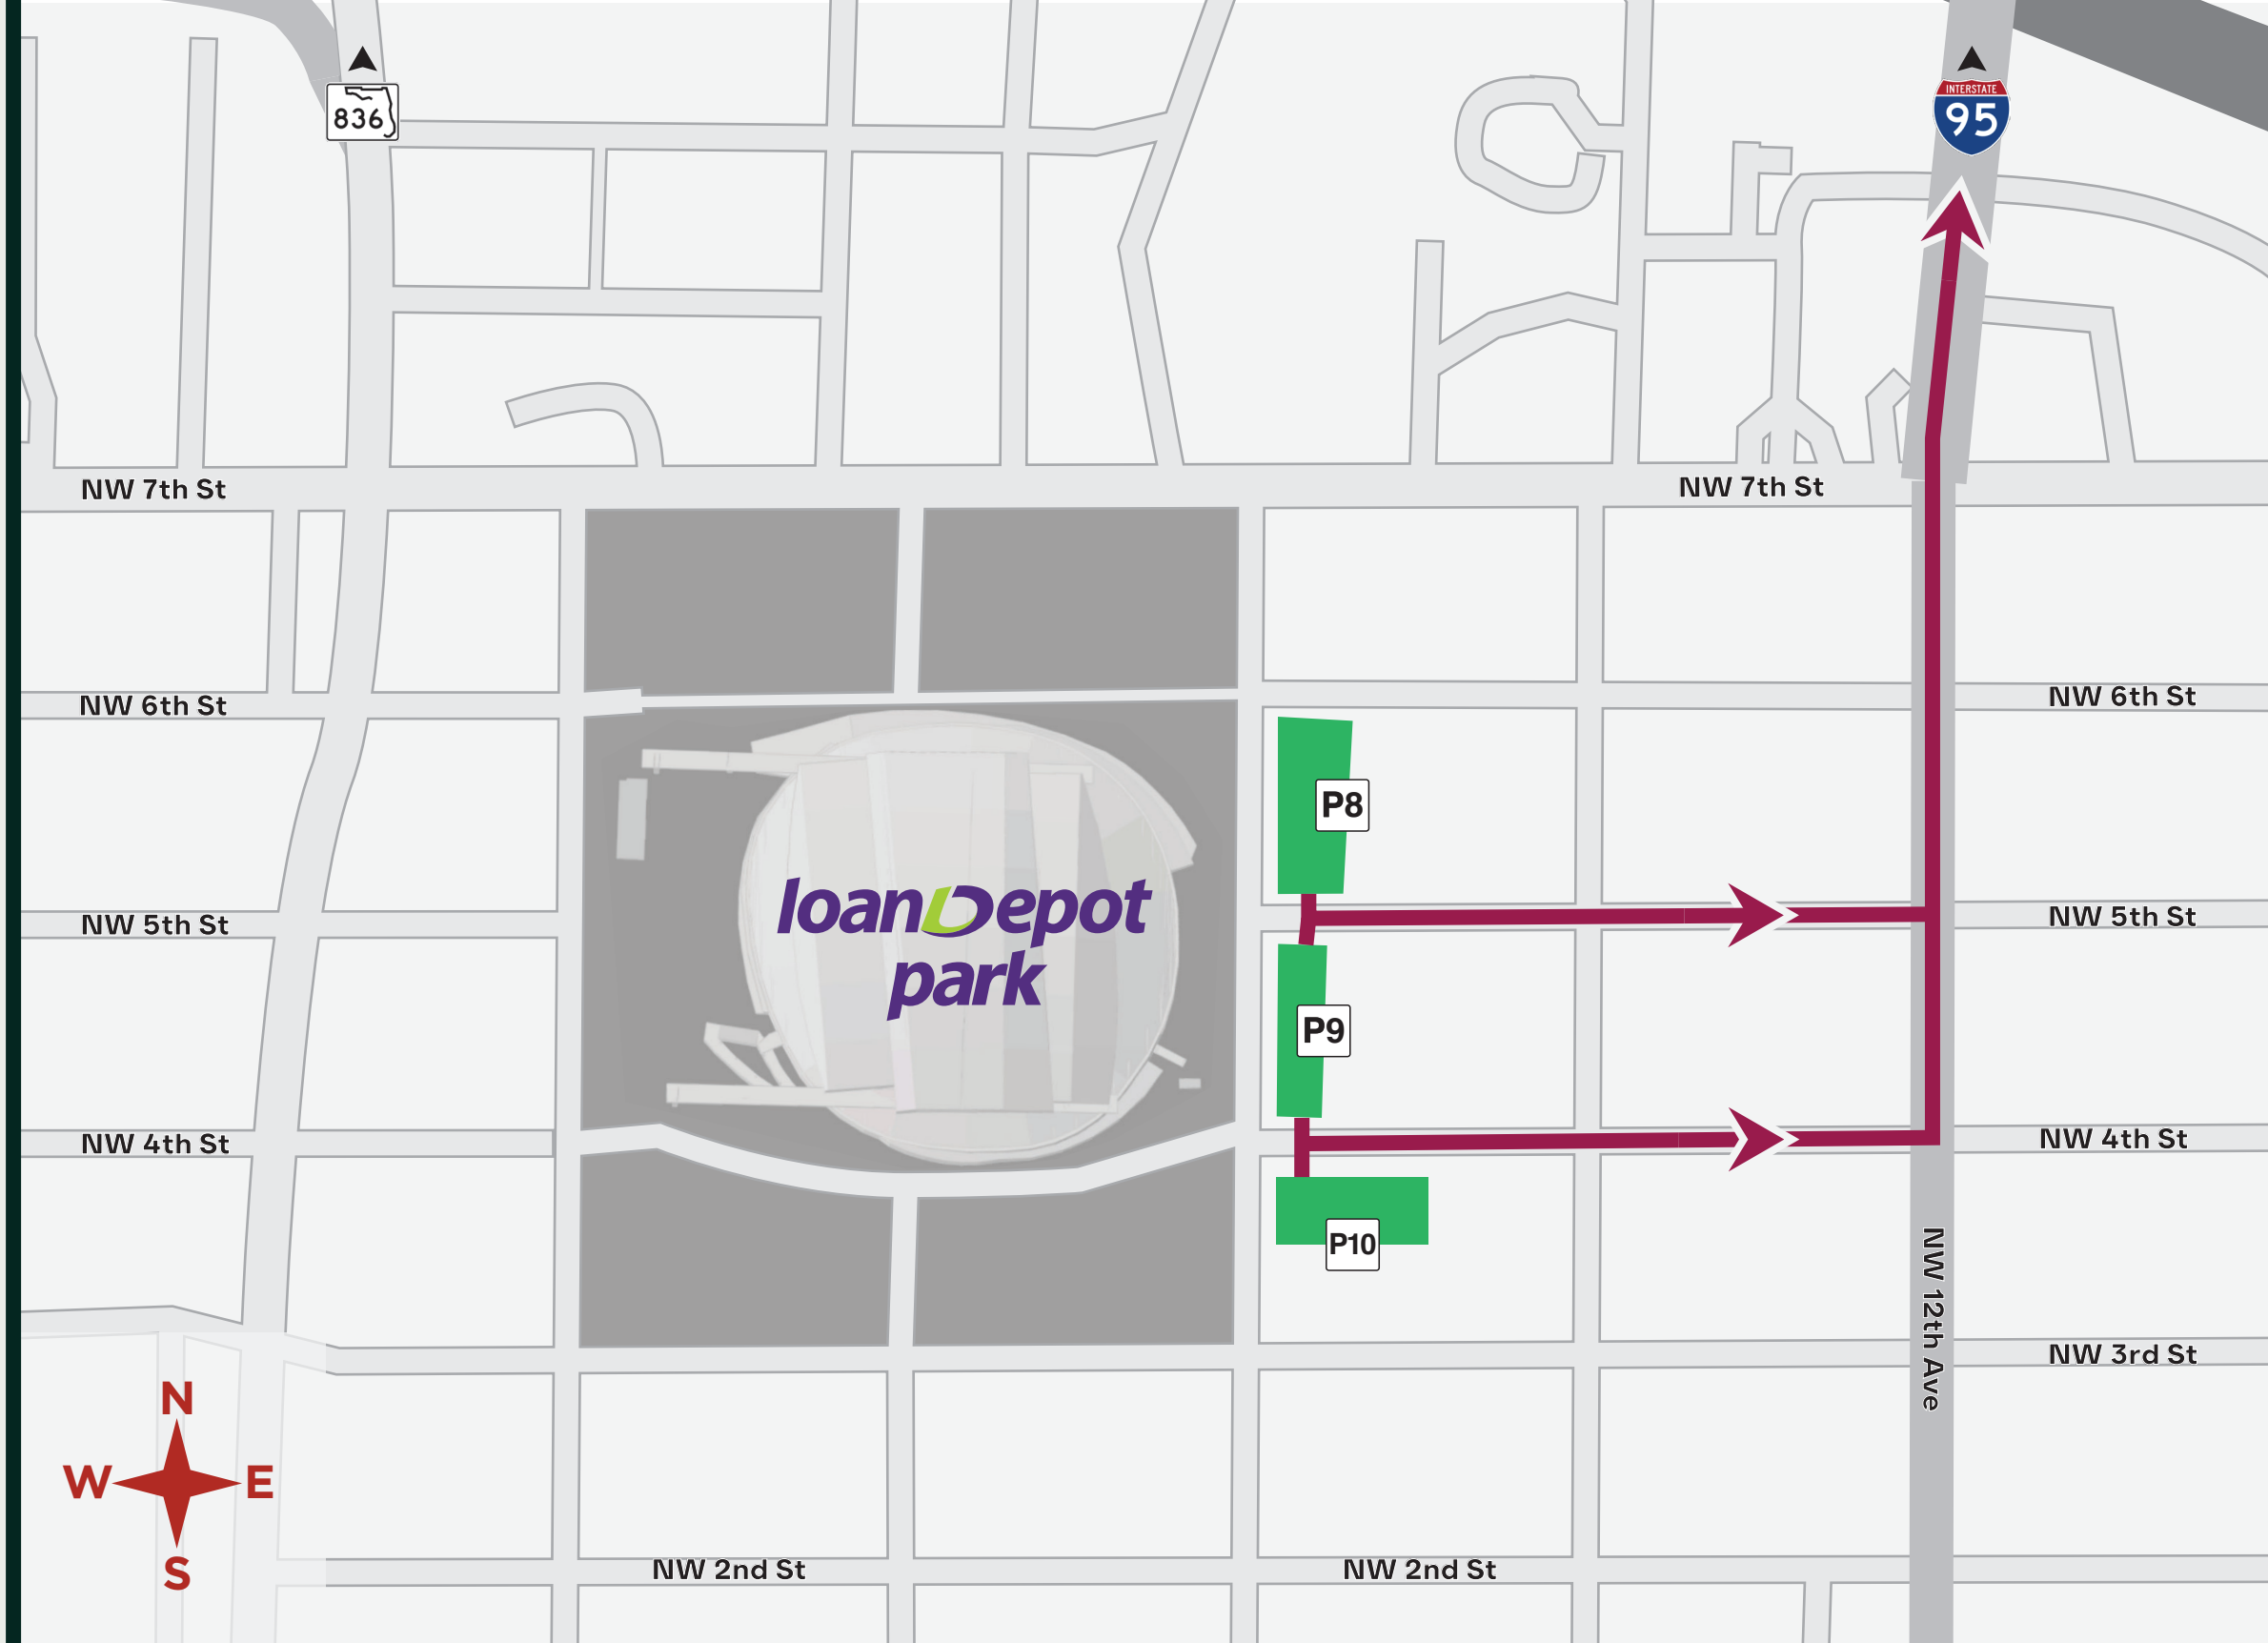 836
INTERSTATE
95
NW 7th St
NW 7th St
NW 6th St
NW 6th St
P8
loanDepot
park
NW 5th St
NW 5th St
P9
NW 4th St
NW 4th St
P10
NW 12th Ave
NW 3rd St
N
W E
S
NW 2nd St
NW 2nd St